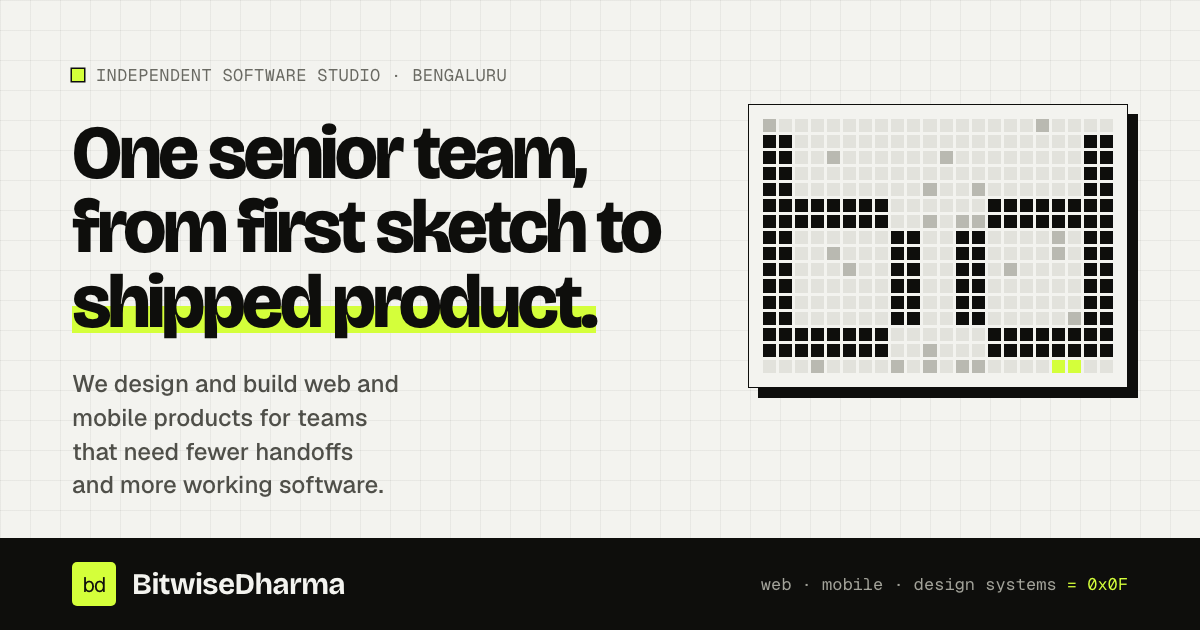 INDEPENDENT SOFTWARE STUDIO · BENGALURU
One senior team,
from first sketch to
shipped product.
We design and build web and
mobile products for teams
that need fewer handoffs
and more working software.
bd
BitwiseDharma
web · mobile · design systems = 0x0F